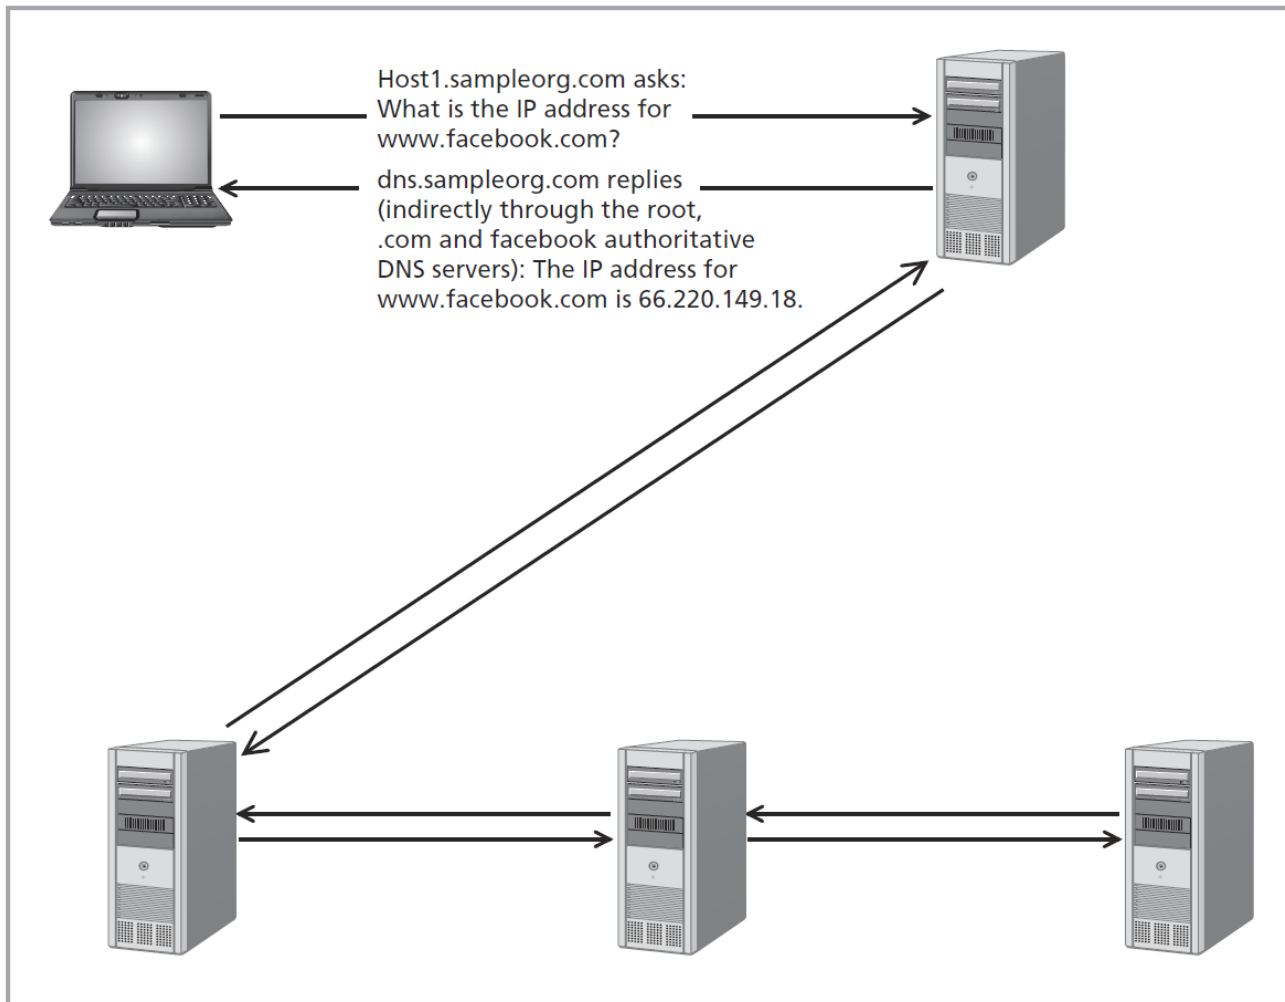 Host1.sampleorg.com asks:
What is the IP address for
www.facebook.com?
dns.sampleorg.com replies
(indirectly through the root,
.com and facebook authoritative
DNS servers): The IP address for
www.facebook.com is 66.220.149.18.